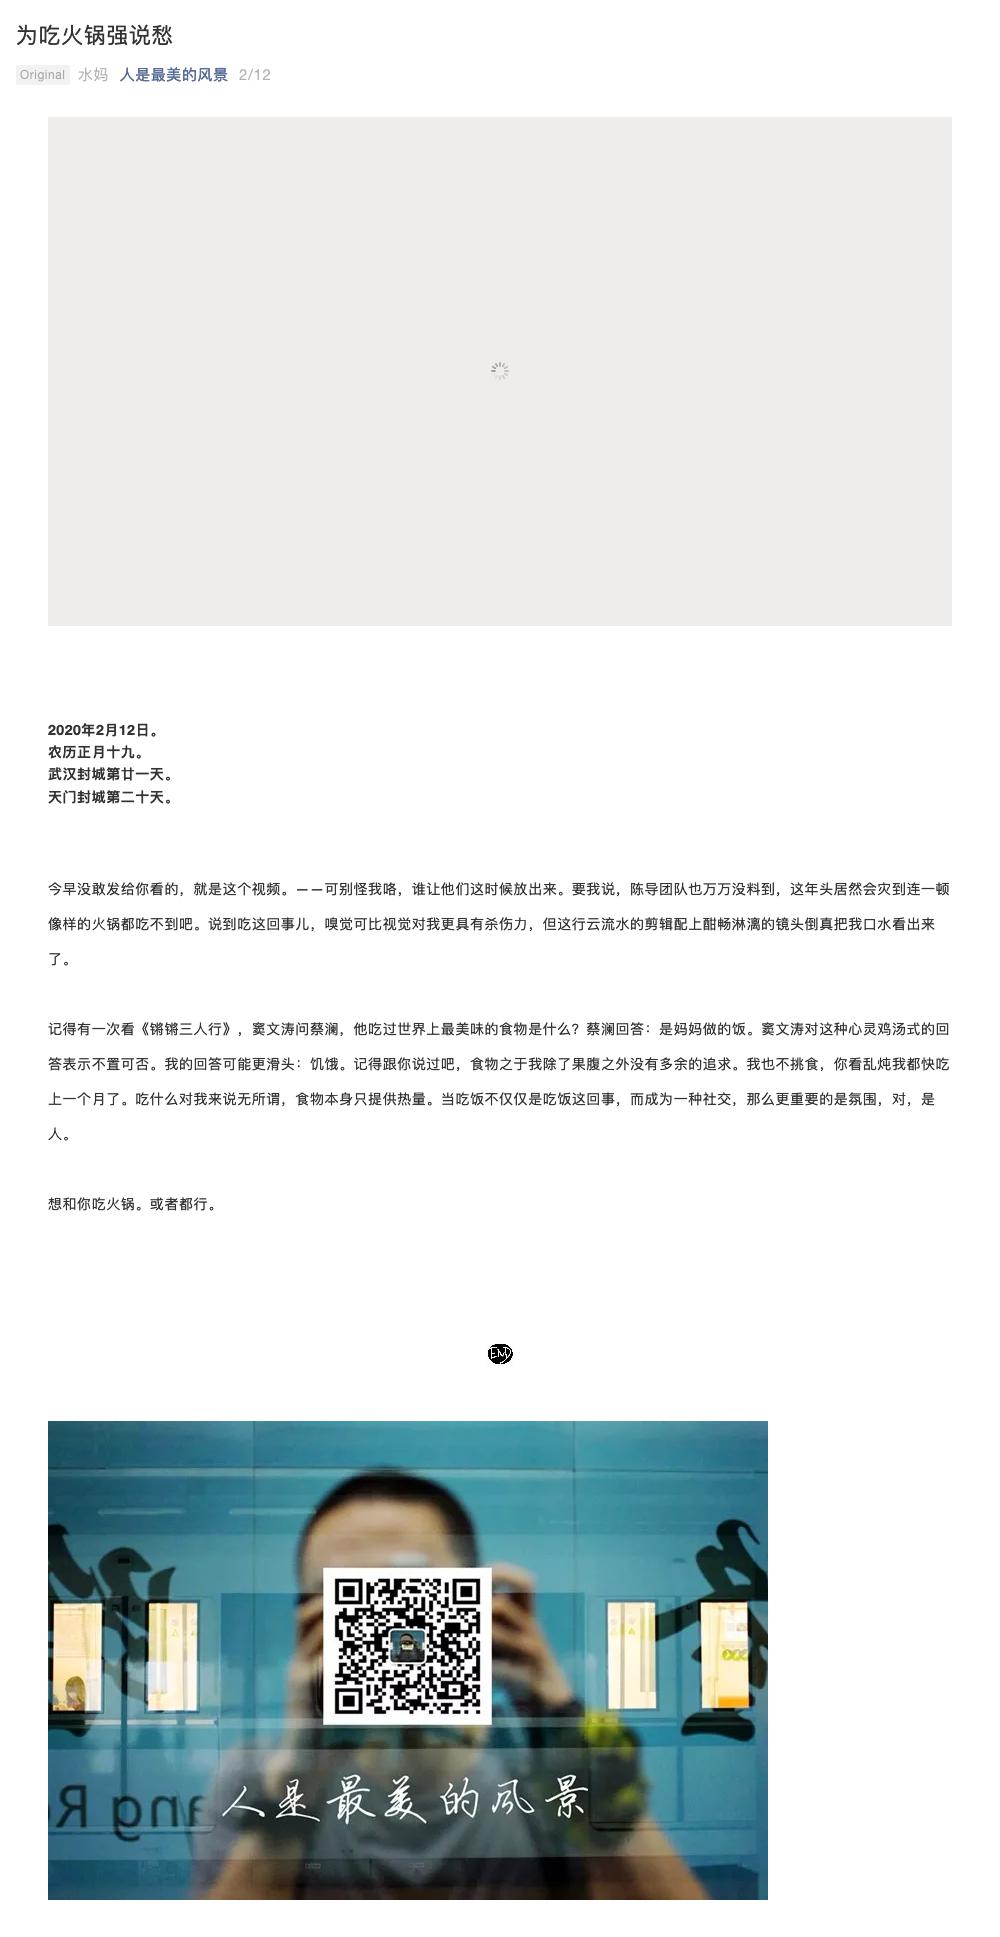 为吃火锅强说愁
Original 水妈 人是最美的风景 2/12
2020年2月12日。
农历正月十九。
武汉封城第廿一天。
天门封城第二十天。
今早没敢发给你看的，就是这个视频。——可别怪我咯，谁让他们这时候放出来。要我说，陈导团队也万万没料到，这年头居然会灾到连一顿
像样的火锅都吃不到吧。说到吃这回事儿，嗅觉可比视觉对我更具有杀伤力，但这行云流水的剪辑配上酣畅淋漓的镜头倒真把我口水看出来
了。
记得有一次看《锵锵三人行》，窦文涛问蔡澜，他吃过世界上最美味的食物是什么？蔡澜回答：是妈妈做的饭。窦文涛对这种心灵鸡汤式的回
答表示不置可否。我的回答可能更滑头：饥饿。记得跟你说过吧，食物之于我除了果腹之外没有多余的追求。我也不挑食，你看乱炖我都快吃
上一个月了。吃什么对我来说无所谓，食物本身只提供热量。当吃饭不仅仅是吃饭这回事，而成为一种社交，那么更重要的是氛围，对，是
人。
想和你吃火锅。或者都行。
END
人是最美的风景